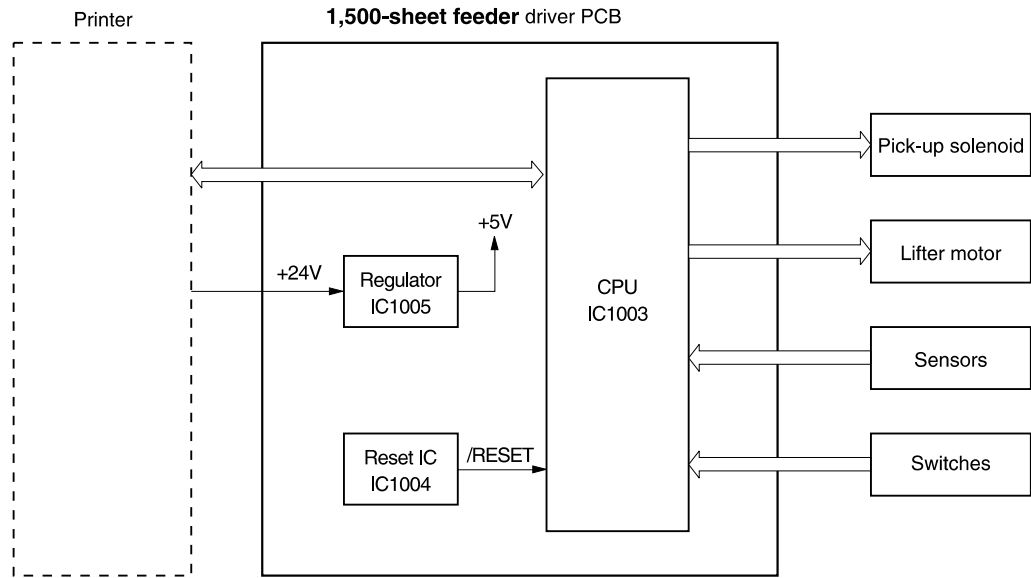 Printer
1,500-sheet feeder driver PCB
Pick-up solenoid
+5V
Lifter motor
+24V
Regulator
IC1005
CPU
IC1003
Sensors
Reset IC
IC1004
/RESET
Switches